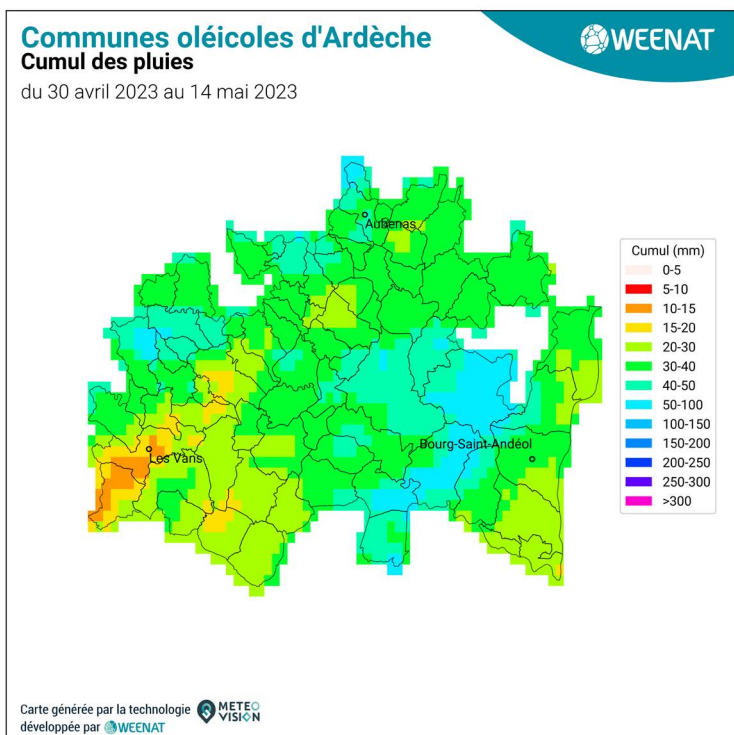 Communes oléicoles d'Ardèche
WEENAT
Cumul des pluies
du 30 avril 2023 au 14 mai 2023
Aubenas
Cumul (mm)
0-5
5-10
10-15
15-20
20-30
30-40
40-50
50-100
100-150
150-200
200-250
250-300
>300
Bourg-Saint-Andéol
Les Vans
Carte générée par la technologie METEO VISION
développée par WEENAT